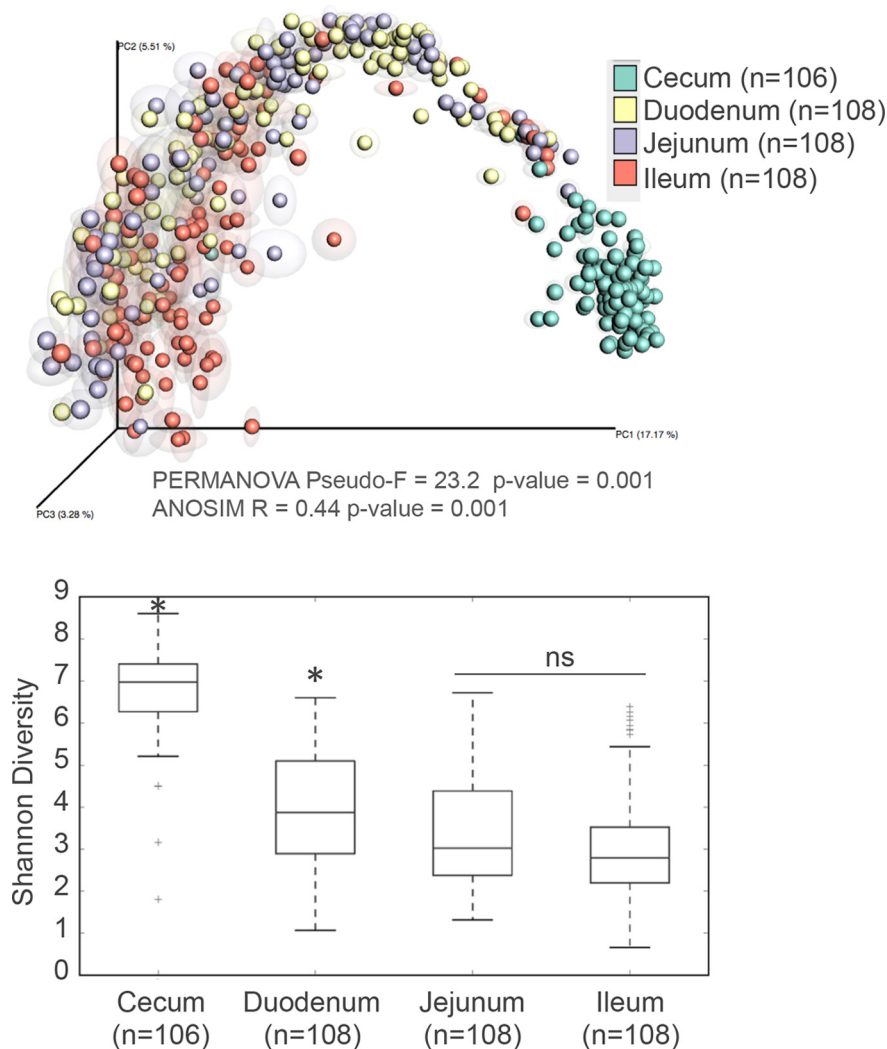 PC2 (5.51 %)
Cecum (n=106)
Duodenum (n=108)
Jejunum (n=108)
Ileum (n=108)
PC1 (17.17 %)
PERMANOVA Pseudo-F = 23.2 p-value = 0.001
ANOSIM R = 0.44 p-value = 0.001
PC3 (3.28 %)
9
8
7
6
5
4
3
2
1
0
Shannon Diversity
*
*
ns
Cecum Duodenum Jejunum Ileum
(n=106) (n=108) (n=108) (n=108)